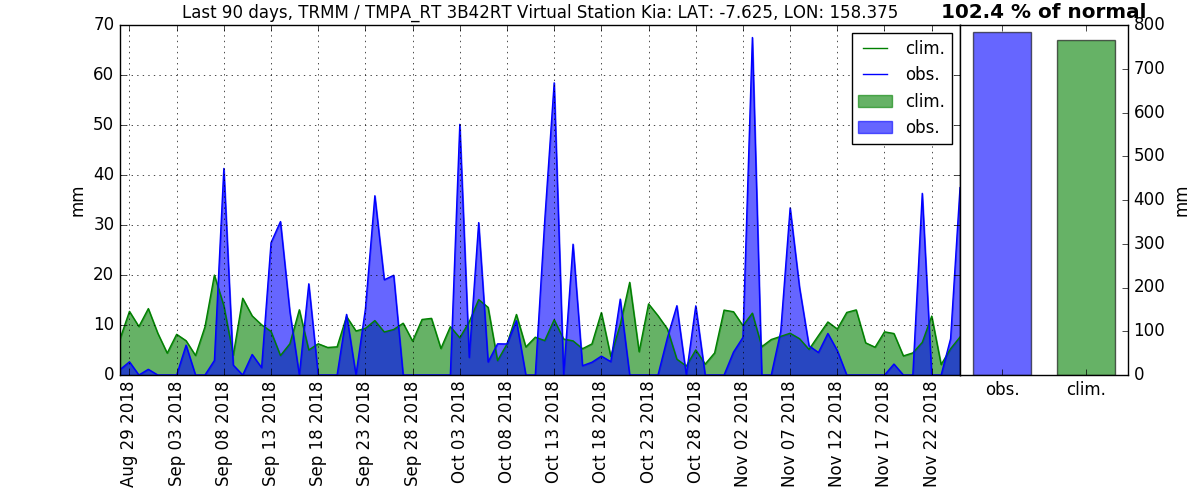 Last 90 days, TRMM / TMPA_RT 3B42RT Virtual Station Kia: LAT: -7.625, LON: 158.375
102.4 % of normal
70
60
50
40
30
20
10
0
mm
clim.
obs.
clim.
obs.
Aug 29 2018
Sep 03 2018
Sep 08 2018
Sep 13 2018
Sep 18 2018
Sep 23 2018
Sep 28 2018
Oct 03 2018
Oct 08 2018
Oct 13 2018
Oct 18 2018
Oct 23 2018
Oct 28 2018
Nov 02 2018
Nov 07 2018
Nov 12 2018
Nov 17 2018
Nov 22 2018
800
700
600
500
400
300
200
100
0
mm
obs.
clim.